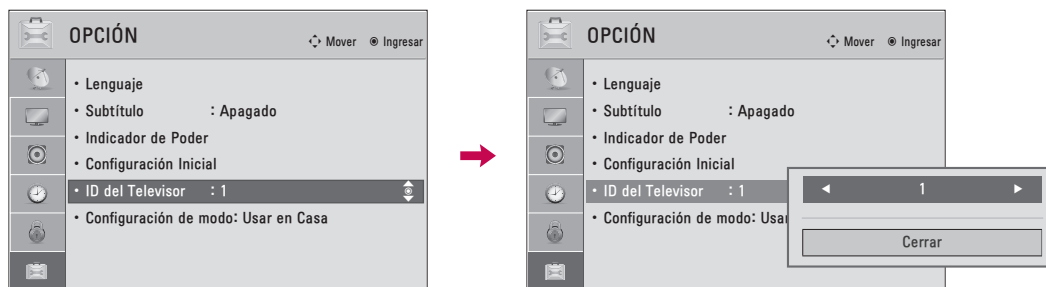 OPCIÓN
Mover Ingresar
• Lenguaje
• Subtítulo : Apagado
• Indicador de Poder
• Configuración Inicial
• ID del Televisor : 1
• Configuración de modo: Usar en Casa
OPCIÓN
Mover Ingresar
• Lenguaje
• Subtítulo : Apagado
• Indicador de Poder
• Configuración Inicial
• ID del Televisor : 1
• Configuración de modo: Usar
1
Cerrar